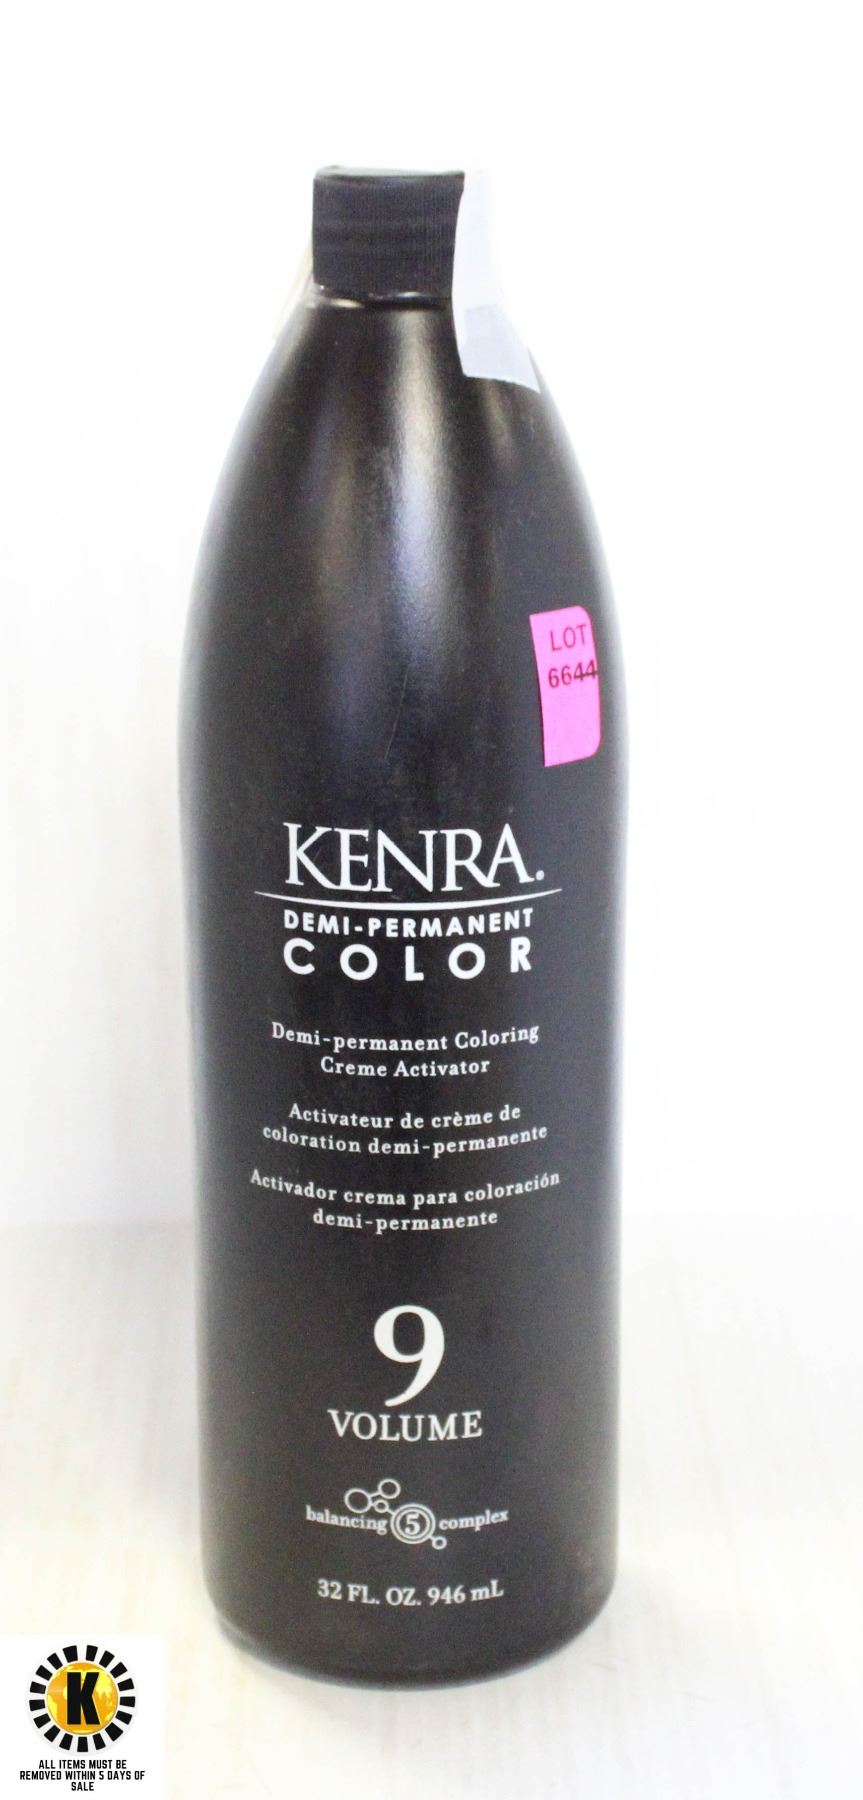 LOT
6644
KENRA.
DEMI-PERMANENT
COLOR
Demi-permanent Coloring
Creme Activator
Activateur de crème de
coloration demi-permanente
Activador crema para coloración
demi-permanente
9
VOLUME
balancing 5 complex
32 FL. OZ. 946 mL
K
ALL ITEMS MUST BE
REMOVED WITHIN 5 DAYS OF
SALE